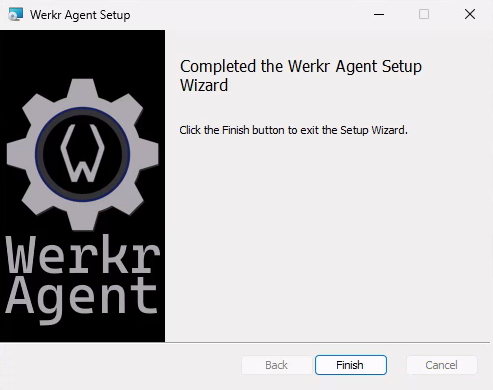 Werkr Agent Setup
Completed the Werkr Agent Setup
Wizard
Click the Finish button to exit the Setup Wizard.
W
Werkr
Agent
Back
Finish
Cancel